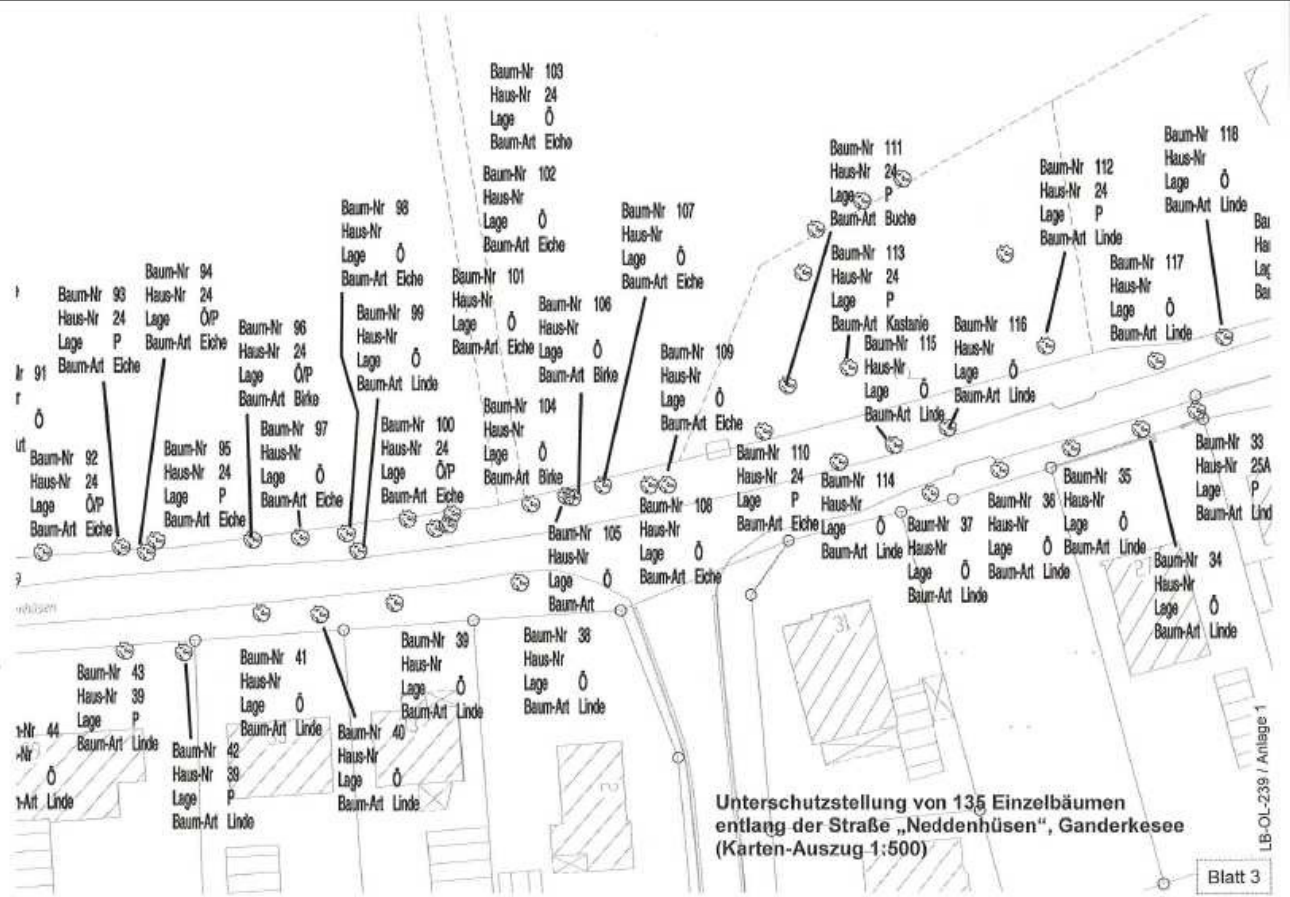 Baum-Nr 103
Haus-Nr 24
Lage Ö
Baum-Art Eiche
Baum-Nr 102
Haus-Nr
Lage Ö
Baum-Art Eiche
Baum-Nr 111
Haus-Nr 24
Lage P
Baum-Art Buche
Baum-Nr 112
Haus-Nr 24
Lage P
Baum-Art Linde
Baum-Nr 118
Haus-Nr
Lage Ö
Baum-Art Linde
Baum-Nr 98
Haus-Nr
Lage Ö
Baum-Art Eiche
Baum-Nr 107
Haus-Nr
Lage Ö
Baum-Art Eiche
Baum-Nr 113
Haus-Nr 24
Lage P
Baum-Art Kastanie
Baum-Nr 117
Haus-Nr
Lage Ö
Baum-Art Linde
Baum-Nr 93
Haus-Nr 24
Lage P
Baum-Art Eiche
Baum-Nr 94
Haus-Nr 24
Lage Ö/P
Baum-Art Eiche
Baum-Nr 96
Haus-Nr 24
Lage Ö/P
Baum-Art Birke
Baum-Nr 99
Haus-Nr
Lage Ö
Baum-Art Linde
Baum-Nr 101
Haus-Nr
Lage Ö
Baum-Art Eiche
Baum-Nr 106
Haus-Nr
Lage Ö
Baum-Art Birke
Baum-Nr 109
Haus-Nr
Lage Ö
Baum-Art Eiche
Baum-Nr 115
Haus-Nr
Lage Ö
Baum-Art Linde
Baum-Nr 116
Haus-Nr
Lage Ö
Baum-Art Linde
91
Ö
Baum-Nr 92
Haus-Nr 24
Lage Ö/P
Baum-Art Eiche
Baum-Nr 95
Haus-Nr 24
Lage P
Baum-Art Eiche
Baum-Nr 97
Haus-Nr
Lage Ö
Baum-Art Eiche
Baum-Nr 100
Haus-Nr 24
Lage Ö/P
Baum-Art Eiche
Baum-Nr 104
Haus-Nr
Lage Ö
Baum-Art Birke
Baum-Nr 105
Haus-Nr
Lage Ö
Baum-Art
Baum-Nr 108
Haus-Nr
Lage Ö
Baum-Art Eiche
Baum-Nr 110
Haus-Nr 24
Lage P
Baum-Art Eiche
Baum-Nr 114
Haus-Nr
Lage Ö
Baum-Art Linde
Baum-Nr 37
Haus-Nr
Lage Ö
Baum-Art Linde
Baum-Nr 36
Haus-Nr
Lage Ö
Baum-Art Linde
Baum-Nr 35
Haus-Nr
Lage Ö
Baum-Art Linde
Baum-Nr 33
Haus-Nr 25A
Lage P
Baum-Art Lind
Baum-Nr 34
Haus-Nr
Lage Ö
Baum-Art Linde
nhüsen
Baum-Nr 43
Haus-Nr 39
Lage P
Baum-Art Linde
Baum-Nr 41
Haus-Nr
Lage Ö
Baum-Art Linde
Baum-Nr 39
Haus-Nr
Lage Ö
Baum-Art Linde
Baum-Nr 38
Haus-Nr
Lage Ö
Baum-Art Linde
31
-Nr 44
-Nr
Ö
-Art Linde
Baum-Nr 42
Haus-Nr 39
Lage P
Baum-Art Linde
Baum-Nr 40
Haus-Nr
Lage Ö
Baum-Art Linde
Unterschutzstellung von 135 Einzelbäumen
entlang der Straße „Neddenhüsen“, Ganderkesee
(Karten-Auszug 1:500)
LB-OL-239 / Anlage 1
Blatt 3